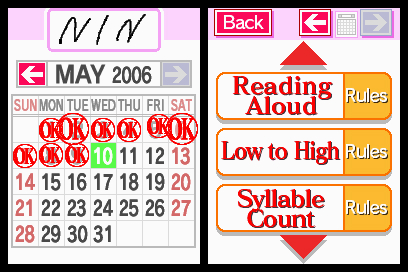 NIN
MAY 2006
SUN MON TUE WED THU FRI SAT
OK OK OK OK OK OK
OK OK OK 10 11 12 13
14 15 16 17 18 19 20
21 22 23 24 25 26 27
28 29 30 31
Back
Reading
Aloud
Rules
Low to High
Rules
Syllable
Count
Rules